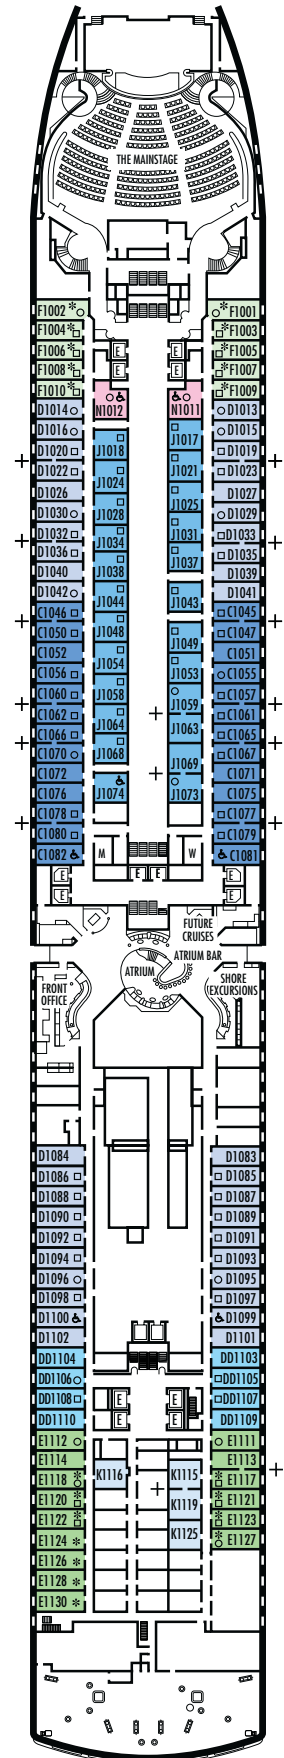 THE MAINSTAGE
F1002 F1001
F1004 F1003
E
F1006 F1005
E
F1008 F1007
F1010 F1009
D1014 N1012 N1011 D1013
D1016 D1015
J1018 J1017
D1020 D1019
D1022 J1021 D1023
J1024
D1026 D1027
J1028 J1025
D1030 D1029
D1032 J1034 J1031 D1033
D1036 D1035
J1038 J1037
D1040 D1039
D1042 J1044 J1043 D1041
C1046 C1045
C1050 J1048 C1047
J1049
C1052 J1054 C1051
C1056 J1053 C1055
C1060 J1058 C1057
J1059
C1062 J1064 C1061
J1063
C1066 C1065
C1070 J1068 C1067
J1069
C1072 C1071
C1076 J1074 J1073 C1075
C1078 C1077
C1080 C1079
C1082 M W C1081
E E E E
E E
FUTURE
CRUISES
ATRIUM BAR
ATRIUM
FRONT
OFFICE
SHORE
EXCURSIONS
D1084 D1083
D1086 D1085
D1088 D1087
D1090 D1089
D1092 D1091
D1094 D1093
D1096 D1095
D1098 D1097
D1100 D1099
D1102 D1101
DD1104 DD1103
DD1106 DD1105
E E
DD1108 DD1107
E E
DD1110 DD1109
E1112 E1111
E1114 E1113
E1118 K1116 K1115 E1117
E1120 K1119 E1121
E1122 E1123
E1124 K1125 E1127
E1126
E1128
E1130